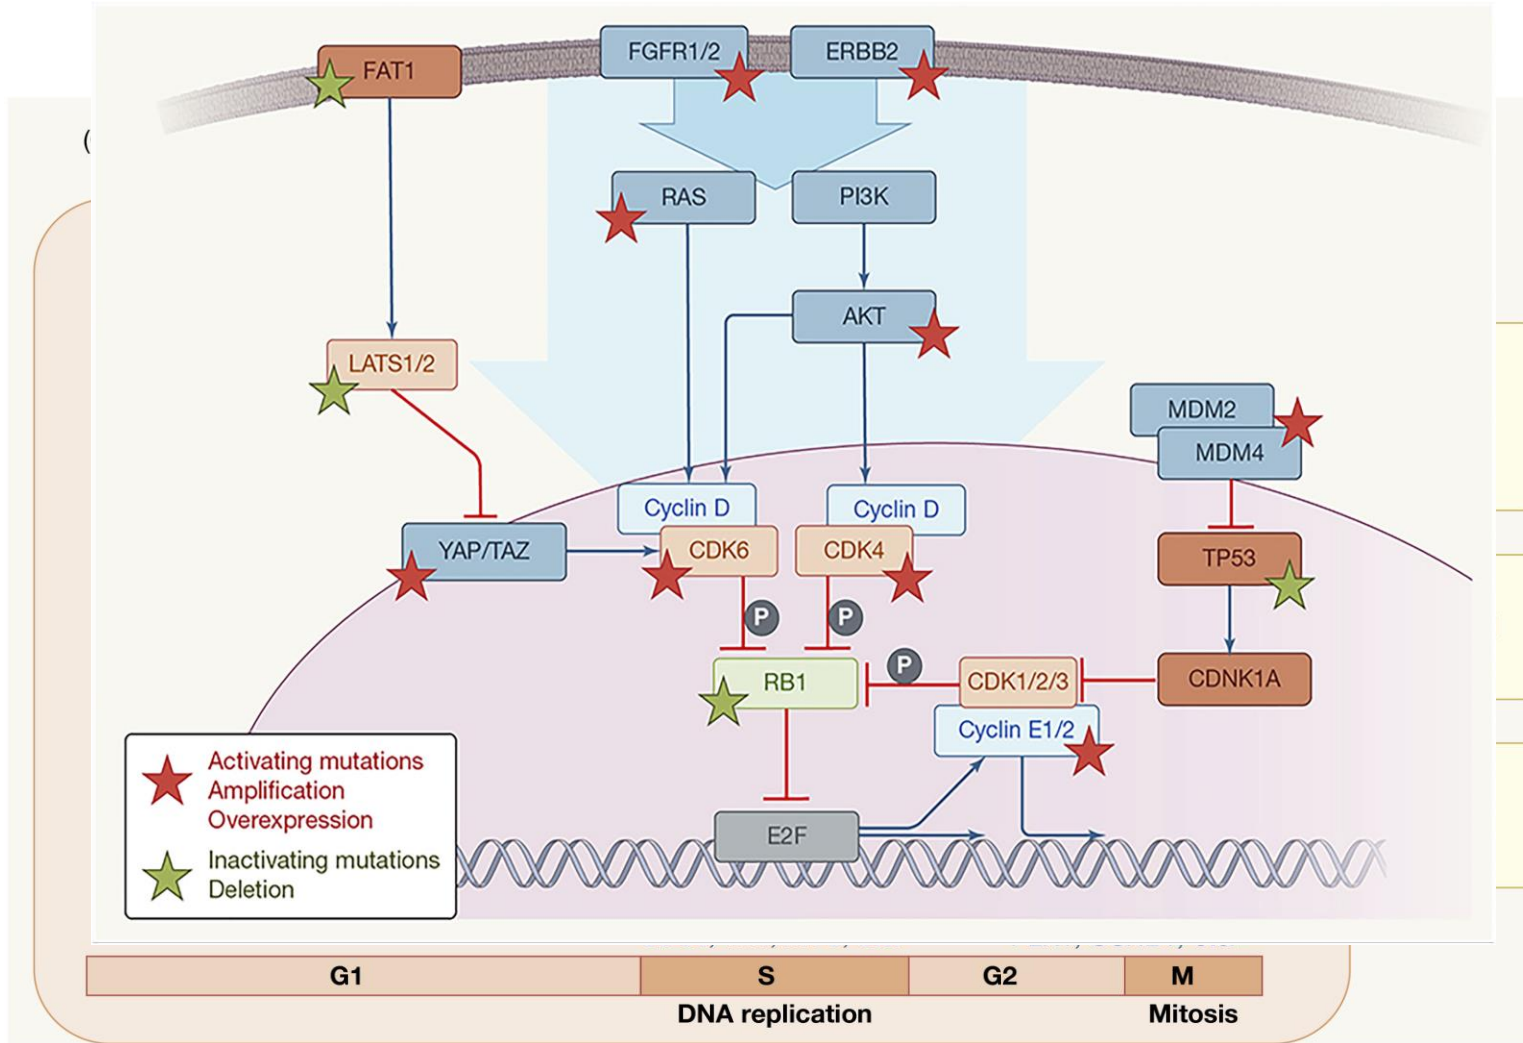 FAT1
FGFR1/2
ERBB2
(
RAS
PI3K
AKT
LATS1/2
MDM2
MDM4
Cyclin D
Cyclin D
YAP/TAZ
CDK6
CDK4
TP53
P
P
P
RB1
CDK1/2/3
CDNK1A
Cyclin E1/2
E2F
Activating mutations
Amplification
Overexpression
Inactivating mutations
Deletion
G1
S
G2
M
DNA replication
Mitosis